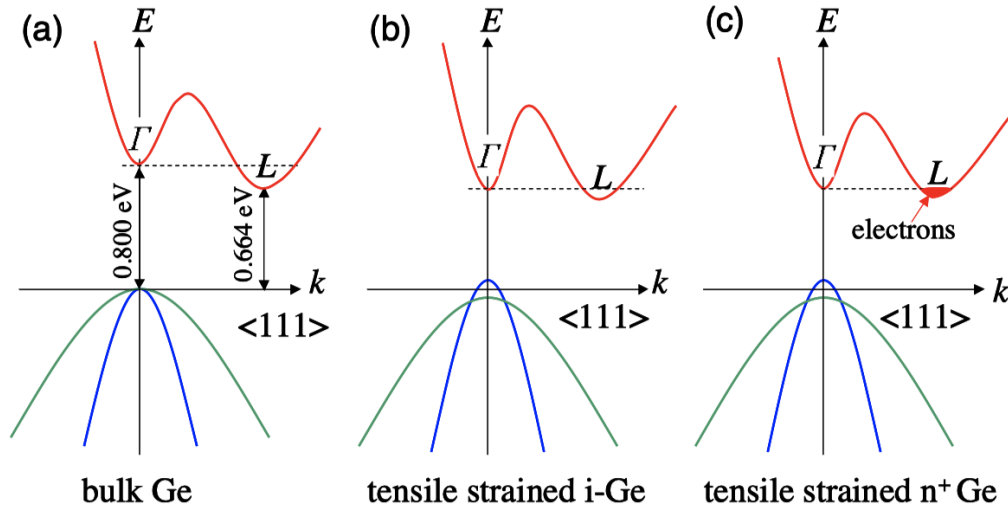 (a)
E
Γ
L
0.800 eV
0.664 eV
k
<111>
bulk Ge
(b)
E
Γ
L
k
<111>
tensile strained i-Ge
(c)
E
Γ
L
electrons
k
<111>
tensile strained n⁺ Ge